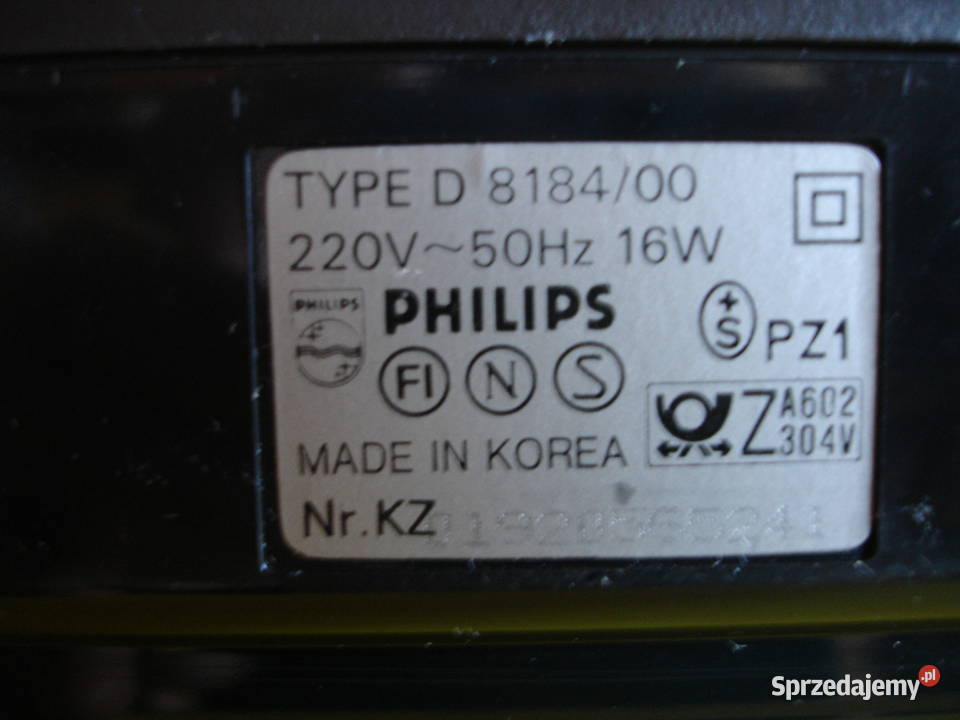 TYPE D 8184/00
220V~50Hz 16W
PHILIPS
PHILIPS
+
S
PZ1
FI N S
Z A602
304V
MADE IN KOREA
Nr.KZ
Sprzedajemy.pl